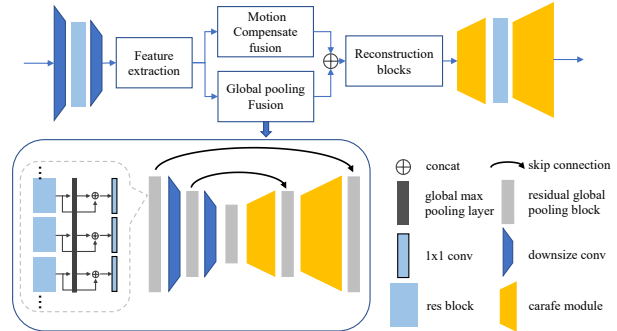 Feature
extraction
Motion
Compensate
fusion
Global pooling
Fusion
Reconstruction
blocks
concat
skip connection
global max
pooling layer
residual global
pooling block
1x1 conv
downsize conv
res block
carafe module